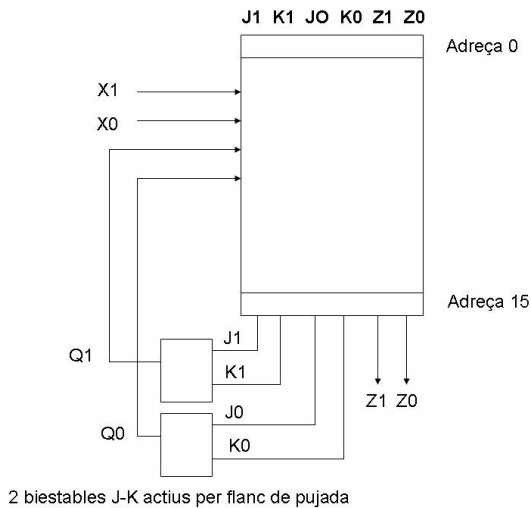 J1 K1 JO K0 Z1 Z0
Adreça 0
X1
X0
Adreça 15
J1
Q1
K1
Z1 Z0
J0
Q0
K0
2 biestables J-K actius per flanc de pujada